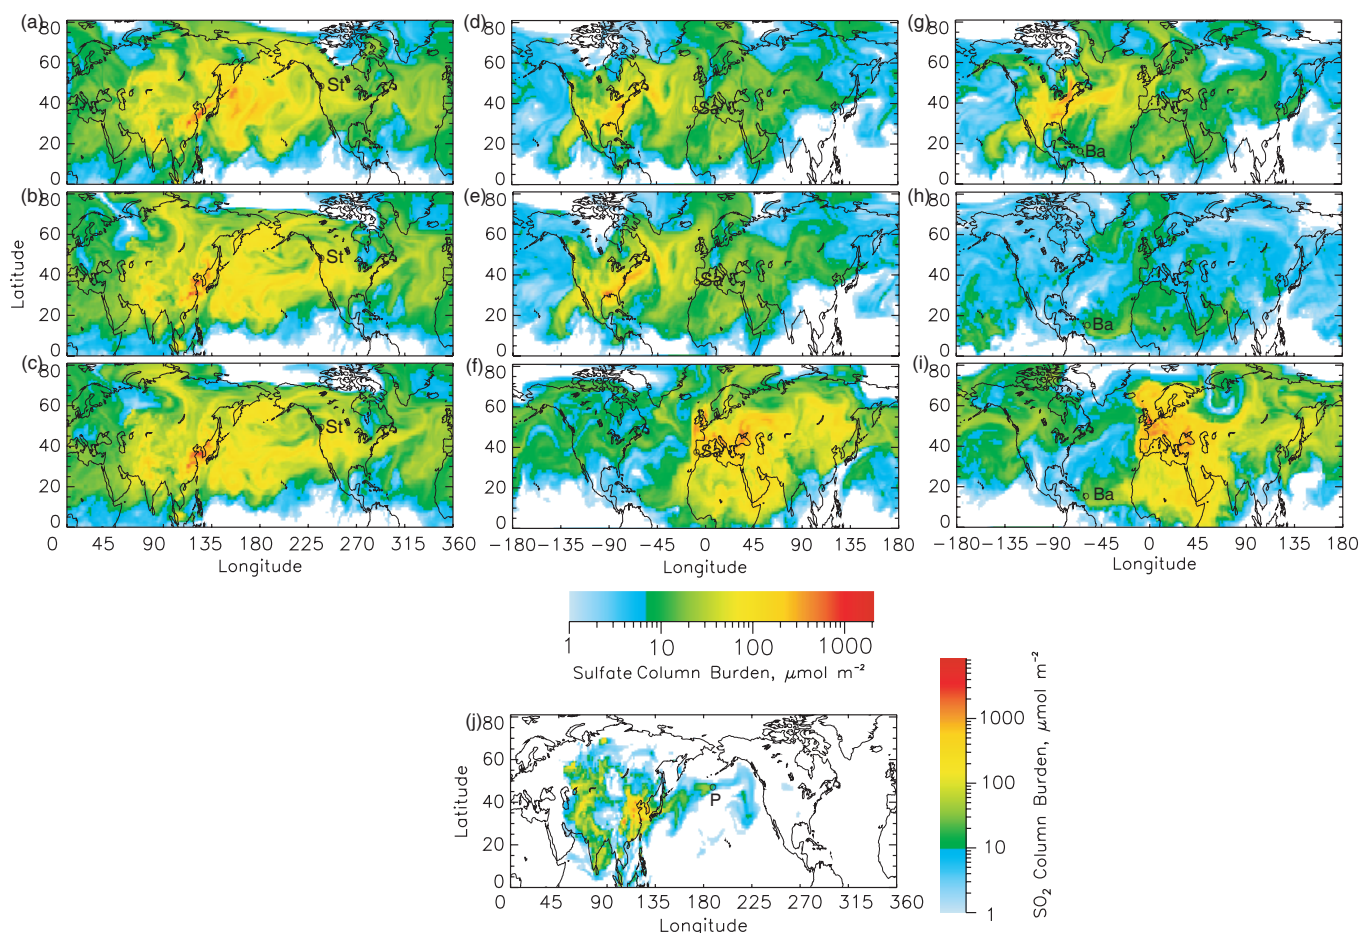 (a)
80
60
40
20
0
St
(d)
80
60
40
20
0
Sa
(g)
80
60
40
20
0
Ba
(b)
80
60
40
20
0
St
(e)
80
60
40
20
0
Sa
(h)
80
60
40
20
0
Ba
Latitude
(c)
80
60
40
20
0
St
(f)
80
60
40
20
0
Sa
(i)
80
60
40
20
0
Ba
0 45 90 135 180 225 270 315 360
Longitude
−180 −135 −90 −45 0 45 90 135 180
Longitude
−180 −135 −90 −45 0 45 90 135 180
Longitude
1 10 100 1000
Sulfate Column Burden, μmol m⁻²
(j)
80
60
40
20
0
P
Latitude
0 45 90 135 180 225 270 315 360
Longitude
1000
100
10
1
SO₂ Column Burden, μmol m⁻²